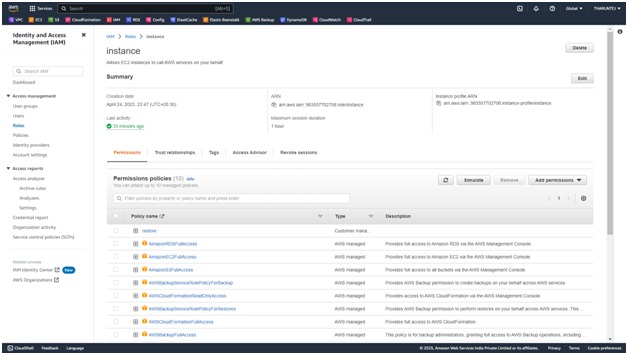 aws
Services
Search
[Alt+S]
Global
THARUNTEJ
VPC
EC2
S3
CloudFormation
IAM
RDS
Config
ElastiCache
Elastic Beanstalk
AWS Backup
DynamoDB
CloudWatch
CloudTrail
Identity and Access
Management (IAM)
Search IAM
Dashboard
Access management
User groups
Users
Roles
Policies
Identity providers
Account settings
Access reports
Access analyzer
Archive rules
Analyzers
Settings
Credential report
Organization activity
Service control policies (SCPs)
Related consoles
IAM Identity Center New
AWS Organizations
IAM > Roles > instance
instance
Delete
Allows EC2 instances to call AWS services on your behalf.
Summary
Edit
Creation date
April 24, 2023, 23:47 (UTC+05:30)
ARN
arn:aws:iam::983557702708:role/instance
Instance profile ARN
arn:aws:iam::983557702708:instance-profile/instance
Last activity
33 minutes ago
Maximum session duration
1 hour
Permissions
Trust relationships
Tags
Access Advisor
Revoke sessions
Permissions policies (10) Info
You can attach up to 10 managed policies.
Simulate
Remove
Add permissions
Filter policies by property or policy name and press enter
1
Policy name
Type
Description
restore Customer mana...
AmazonRDSFullAccess AWS managed Provides full access to Amazon RDS via the AWS Management Console.
AmazonEC2FullAccess AWS managed Provides full access to Amazon EC2 via the AWS Management Console.
AmazonS3FullAccess AWS managed Provides full access to all buckets via the AWS Management Console.
AWSBackupServiceRolePolicyForBackup AWS managed Provides AWS Backup permission to create backups on your behalf across AWS services
AWSCloudFormationReadOnlyAccess AWS managed Provides access to AWS CloudFormation via the AWS Management Console.
AWSBackupServiceRolePolicyForRestores AWS managed Provides AWS Backup permission to perform restores on your behalf across AWS services. This ...
AWSCloudFormationFullAccess AWS managed Provides full access to AWS CloudFormation.
AWSBackupFullAccess AWS managed This policy is for backup administrators, granting full access to AWS Backup operations, including ...
CloudShell
Feedback
Language
© 2023, Amazon Web Services India Private Limited or its affiliates.
Privacy
Terms
Cookie preferences